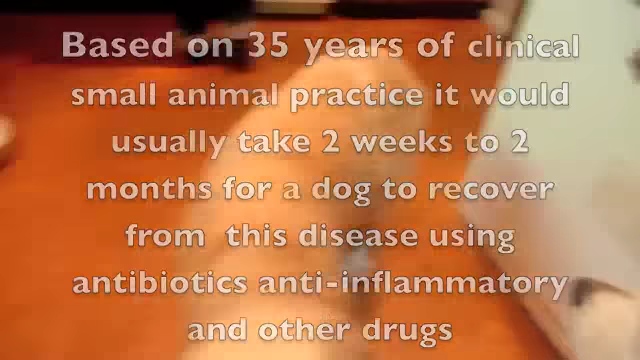 Based on 35 years of clinical
small animal practice it would
usually take 2 weeks to 2
months for a dog to recover
from this disease using
antibiotics anti-inflammatory
and other drugs